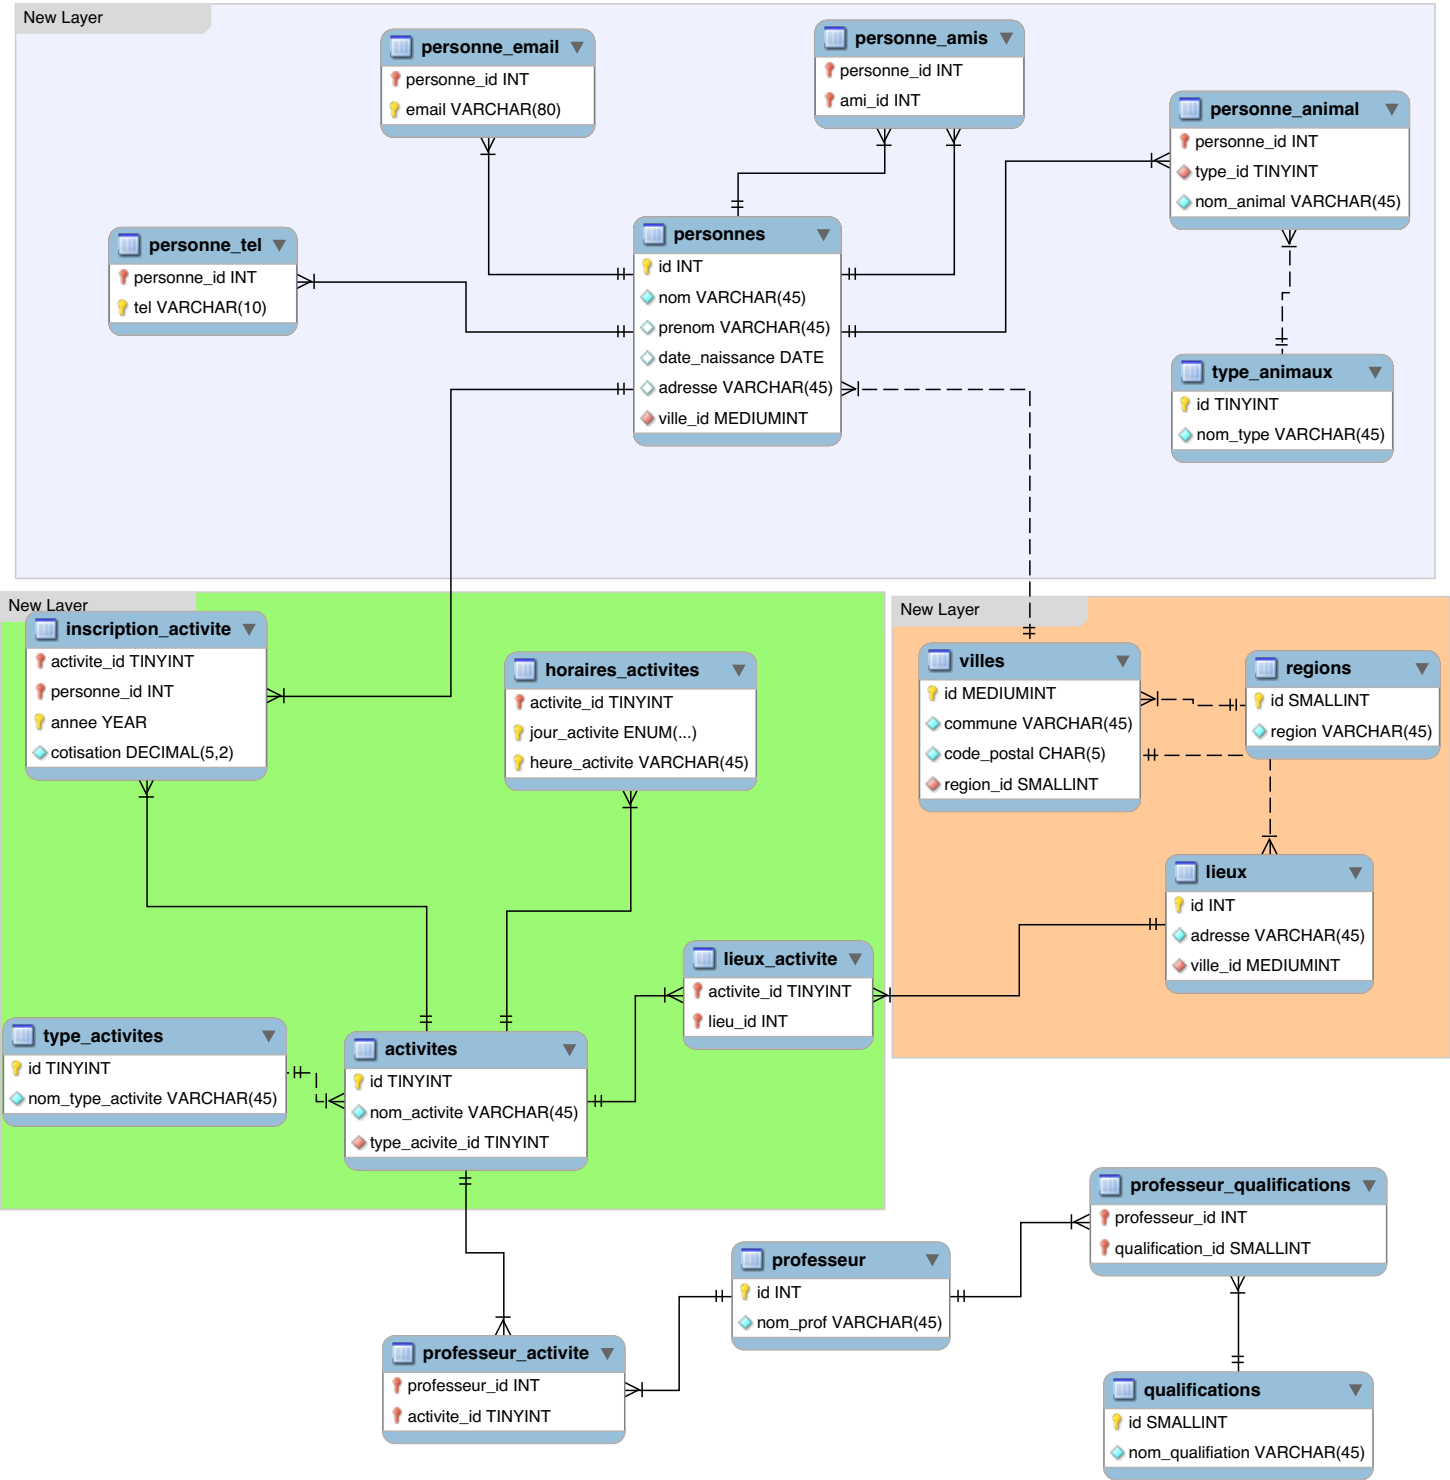 New Layer
personne_email
personne_id INT
email VARCHAR(80)
personne_amis
personne_id INT
ami_id INT
personne_animal
personne_id INT
type_id TINYINT
nom_animal VARCHAR(45)
personne_tel
personne_id INT
tel VARCHAR(10)
personnes
id INT
nom VARCHAR(45)
prenom VARCHAR(45)
date_naissance DATE
adresse VARCHAR(45)
ville_id MEDIUMINT
type_animaux
id TINYINT
nom_type VARCHAR(45)
New Layer
inscription_activite
activite_id TINYINT
personne_id INT
annee YEAR
cotisation DECIMAL(5,2)
horaires_activites
activite_id TINYINT
jour_activite ENUM(...)
heure_activite VARCHAR(45)
New Layer
villes
id MEDIUMINT
commune VARCHAR(45)
code_postal CHAR(5)
region_id SMALLINT
regions
id SMALLINT
region VARCHAR(45)
lieux
id INT
adresse VARCHAR(45)
ville_id MEDIUMINT
lieux_activite
activite_id TINYINT
lieu_id INT
type_activites
id TINYINT
nom_type_activite VARCHAR(45)
activites
id TINYINT
nom_activite VARCHAR(45)
type_acivite_id TINYINT
professeur_qualifications
professeur_id INT
qualification_id SMALLINT
professeur
id INT
nom_prof VARCHAR(45)
professeur_activite
professeur_id INT
activite_id TINYINT
qualifications
id SMALLINT
nom_qualifiation VARCHAR(45)